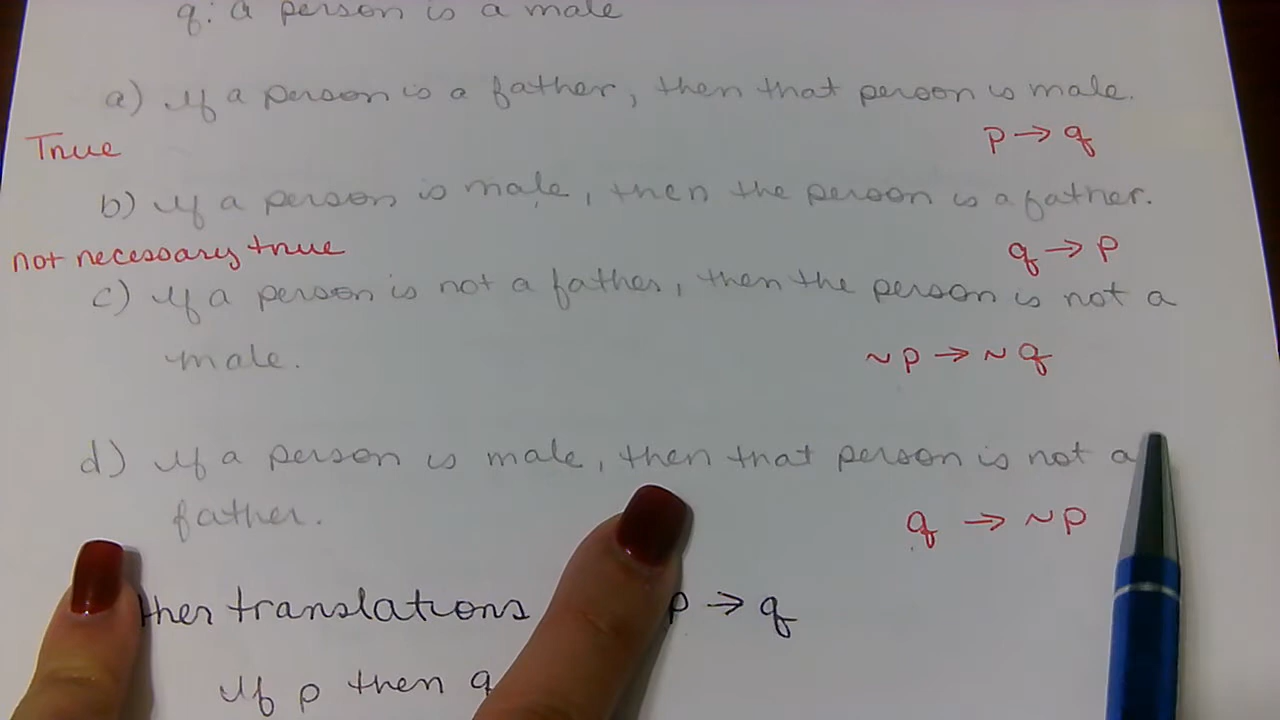 q: a person is a male
a) If a person is a father, then that person is male.
p → q
True
b) If a person is male, then the person is a father.
q → p
not necessary true
c) If a person is not a father, then the person is not a
male.
~p → ~q
d) If a person is male, then that person is not a
father.
q → ~p
translations p → q
If p then q